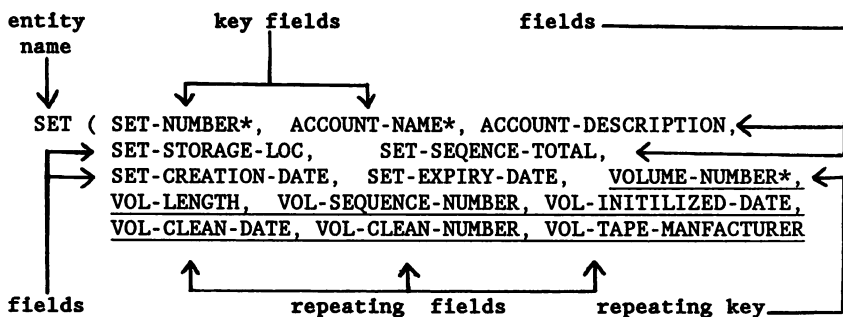 entity key fields fields
name
SET ( SET-NUMBER*, ACCOUNT-NAME*, ACCOUNT-DESCRIPTION,
SET-STORAGE-LOC, SET-SEQENCE-TOTAL,
SET-CREATION-DATE, SET-EXPIRY-DATE, VOLUME-NUMBER*,
VOL-LENGTH, VOL-SEQUENCE-NUMBER, VOL-INITILIZED-DATE,
VOL-CLEAN-DATE, VOL-CLEAN-NUMBER, VOL-TAPE-MANFACTURER
fields repeating fields repeating key